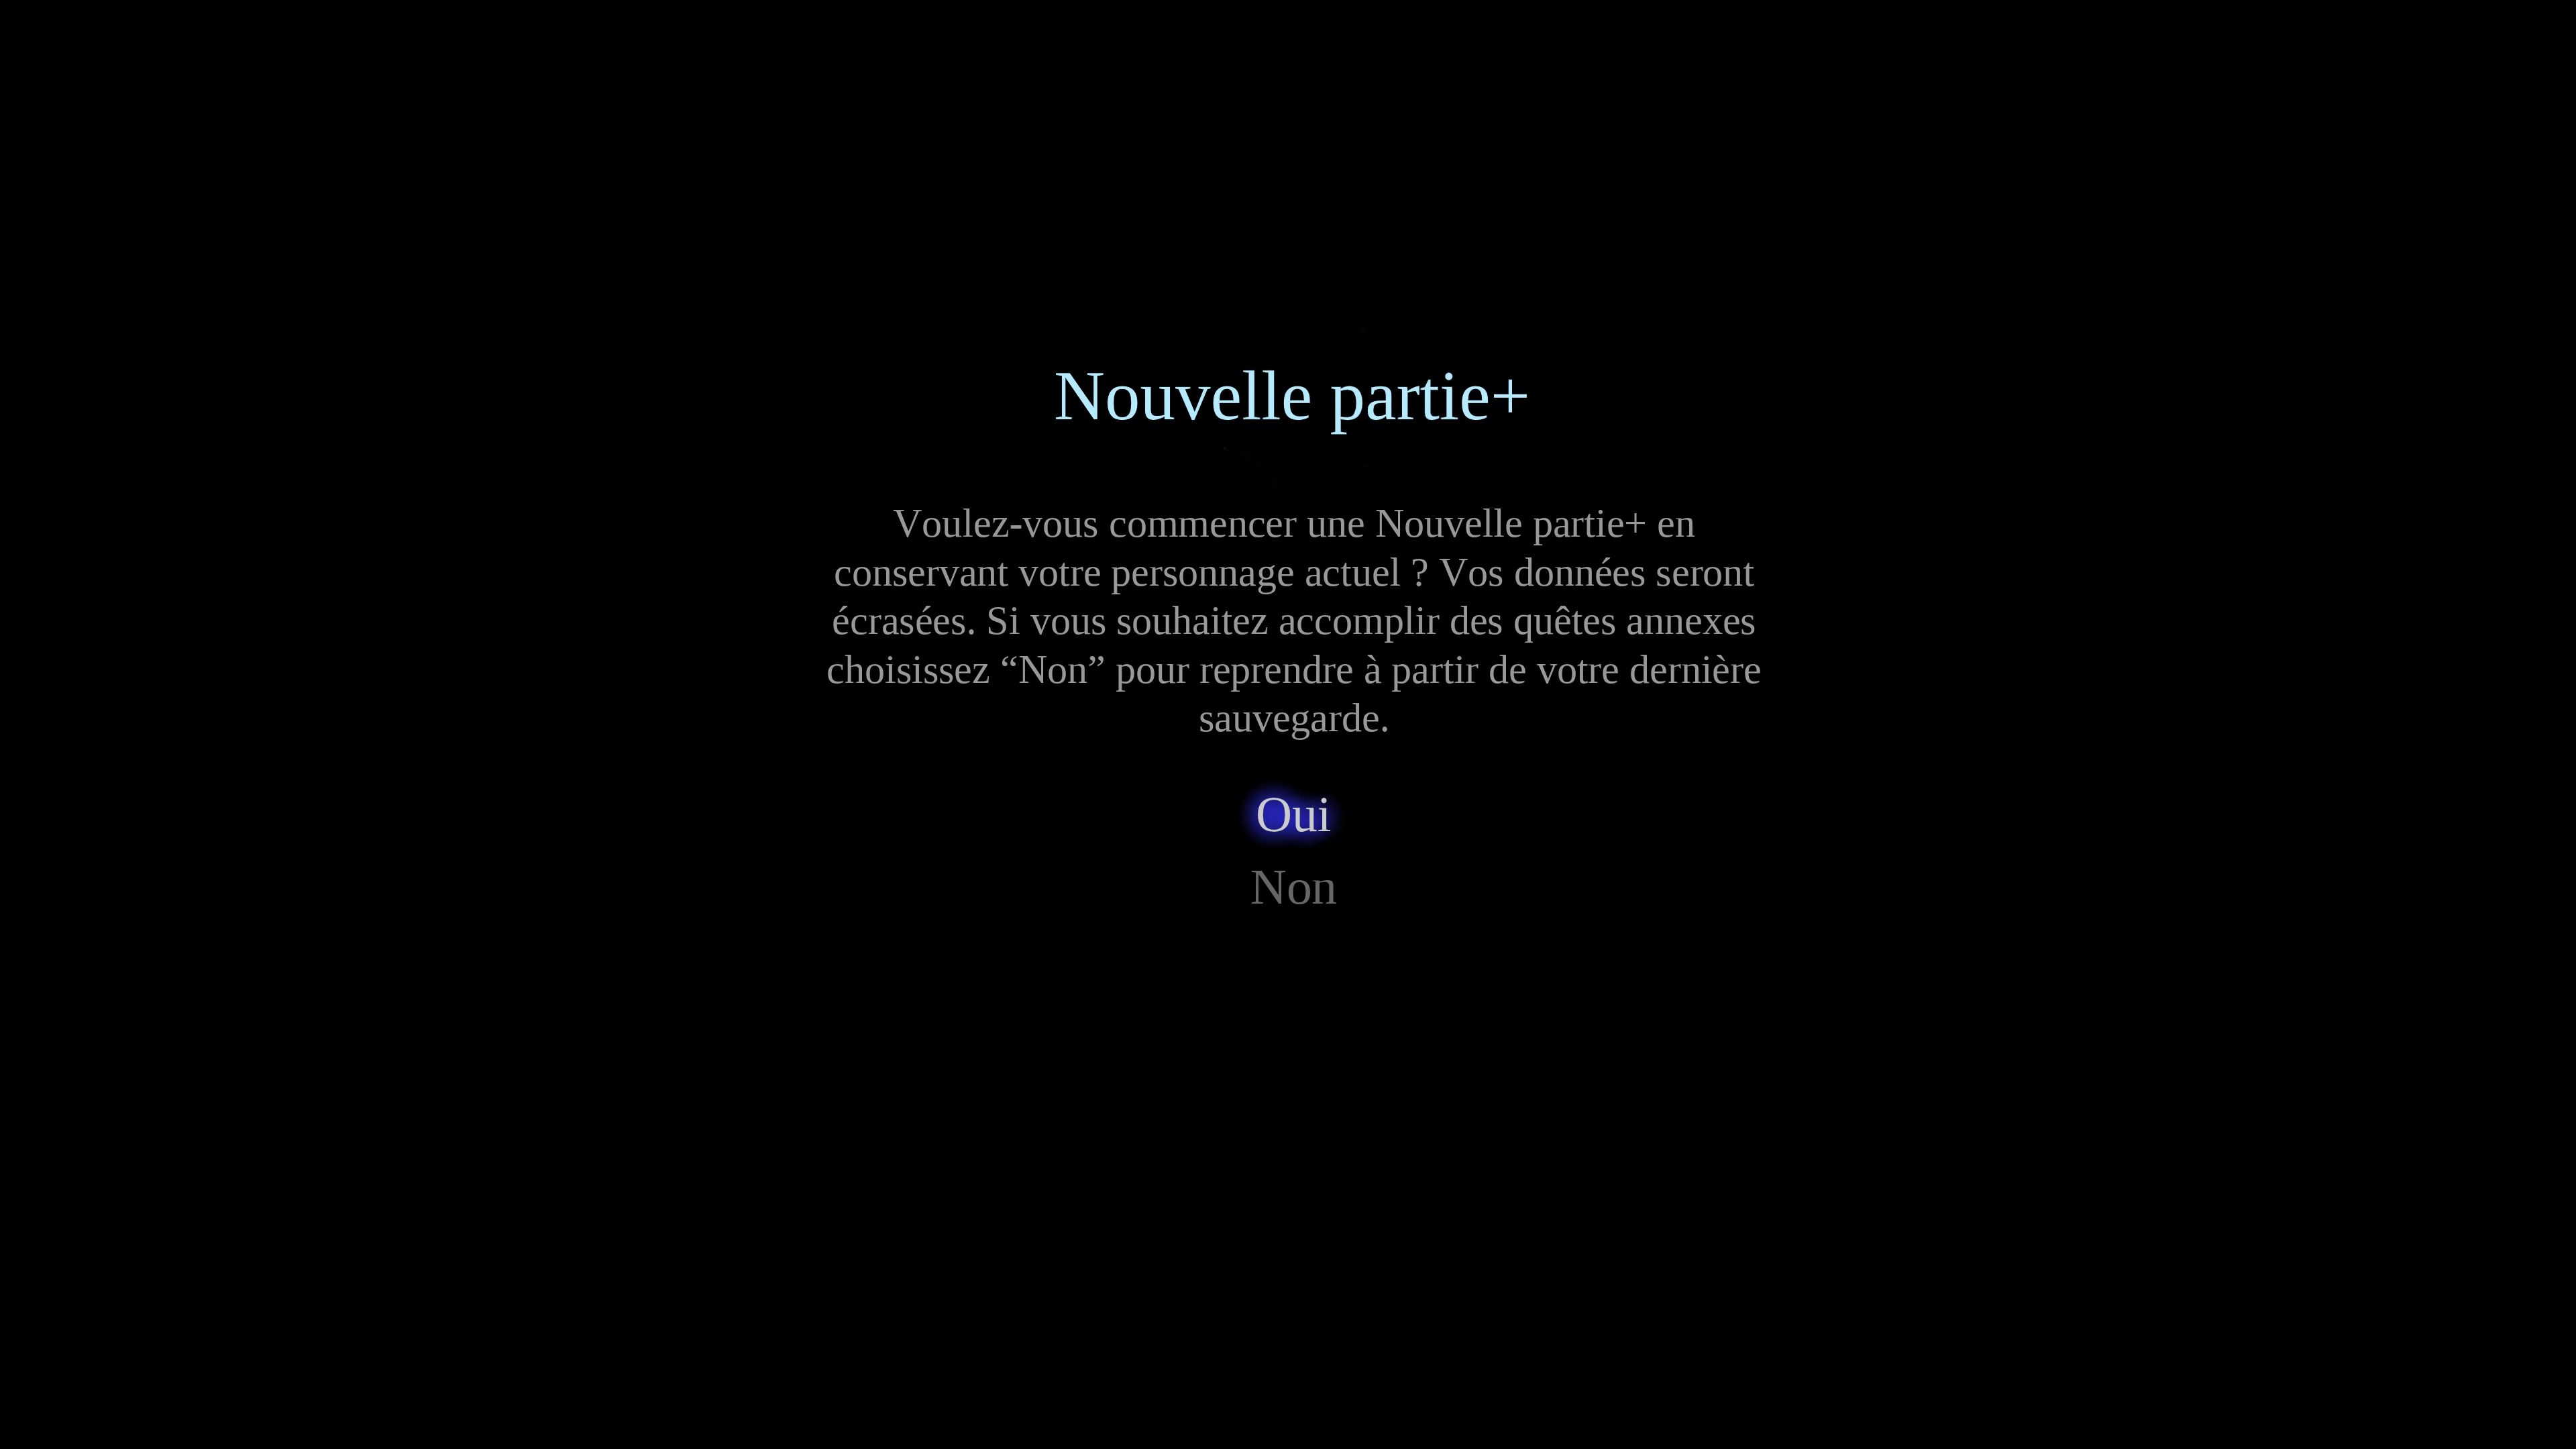 Nouvelle partie+
Voulez-vous commencer une Nouvelle partie+ en
conservant votre personnage actuel ? Vos données seront
écrasées. Si vous souhaitez accomplir des quêtes annexes
choisissez “Non” pour reprendre à partir de votre dernière
sauvegarde.
Oui
Non